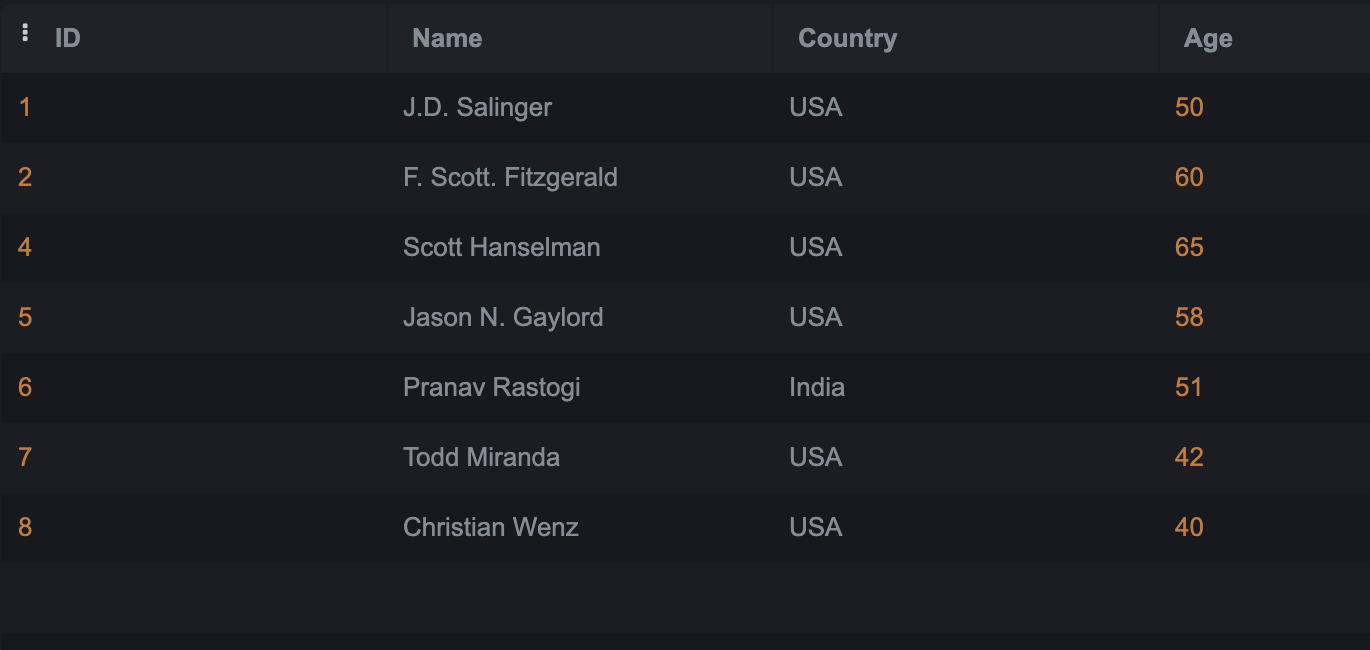 ID Name Country Age
1 J.D. Salinger USA 50
2 F. Scott. Fitzgerald USA 60
4 Scott Hanselman USA 65
5 Jason N. Gaylord USA 58
6 Pranav Rastogi India 51
7 Todd Miranda USA 42
8 Christian Wenz USA 40